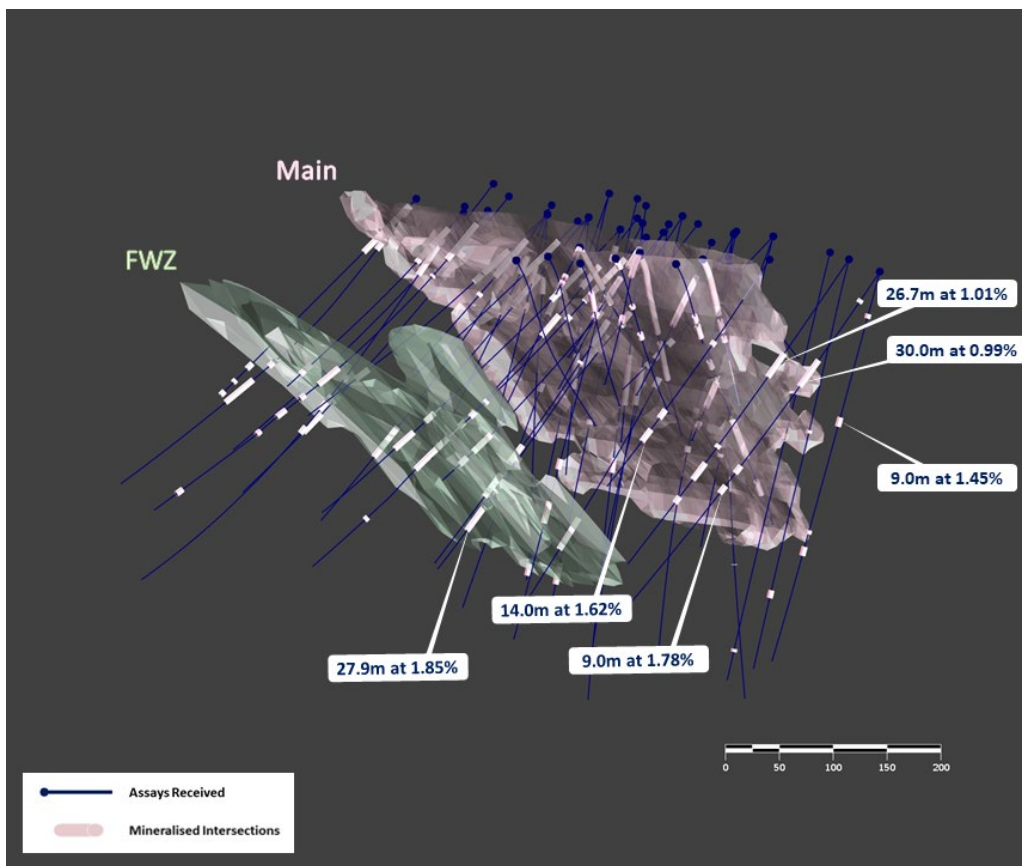 Main
FWZ
26.7m at 1.01%
30.0m at 0.99%
9.0m at 1.45%
14.0m at 1.62%
27.9m at 1.85%
9.0m at 1.78%
0 50 100 150 200
Assays Received
Mineralised Intersections